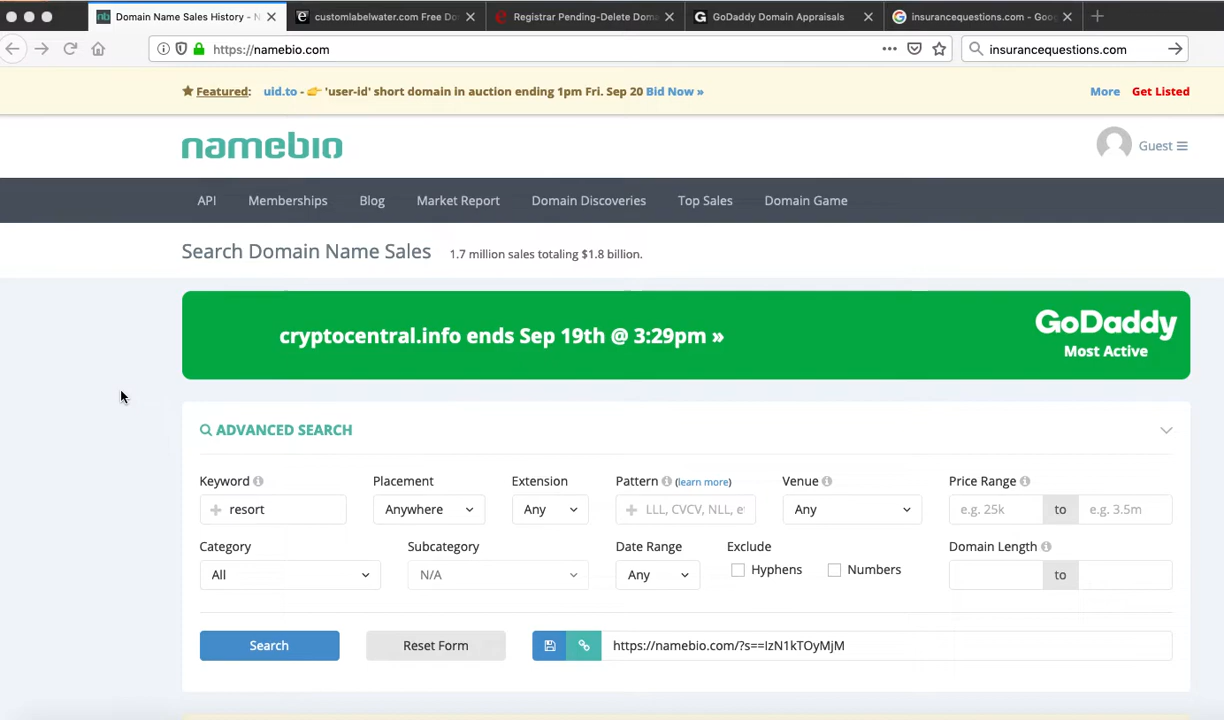 Domain Name Sales History - N
customlabelwater.com Free Do
Registrar Pending-Delete Doma
GoDaddy Domain Appraisals
insurancequestions.com - Goo
https://namebio.com
insurancequestions.com
Featured: uid.to - 👉 'user-id' short domain in auction ending 1pm Fri. Sep 20 Bid Now »
More Get Listed
namebio
Guest
API Memberships Blog Market Report Domain Discoveries Top Sales Domain Game
Search Domain Name Sales 1.7 million sales totaling $1.8 billion.
cryptocentral.info ends Sep 19th @ 3:29pm »
GoDaddy
Most Active
ADVANCED SEARCH
Keyword Placement Extension Pattern (learn more) Venue Price Range
resort Anywhere Any LLL, CVCV, NLL, e Any e.g. 25k to e.g. 3.5m
Category Subcategory Date Range Exclude Domain Length
All N/A Any Hyphens Numbers to
Search Reset Form https://namebio.com/?s==IzN1kTOyMjM